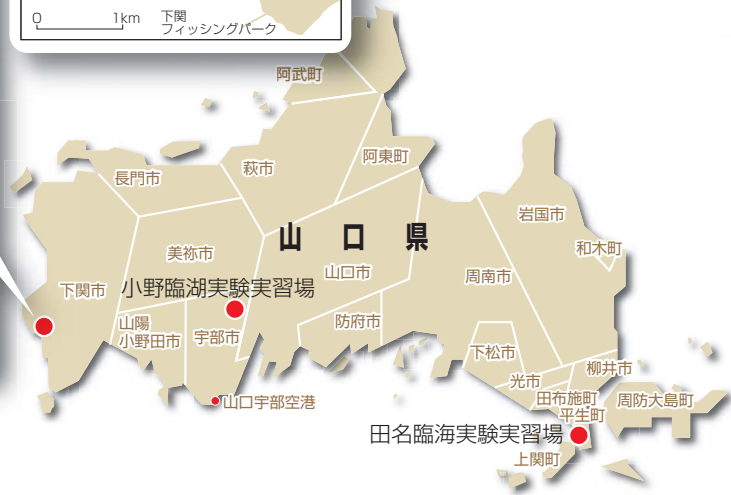 0 1km
下関
フィッシングパーク
阿武町
萩市
阿東町
長門市
岩国市
山口県
和木町
美祢市
山口市
周南市
下関市
小野臨湖実験実習場
山陽
小野田市
宇部市
防府市
下松市
柳井市
光市
田布施町
周防大島町
平生町
山口宇部空港
田名臨海実験実習場
上関町